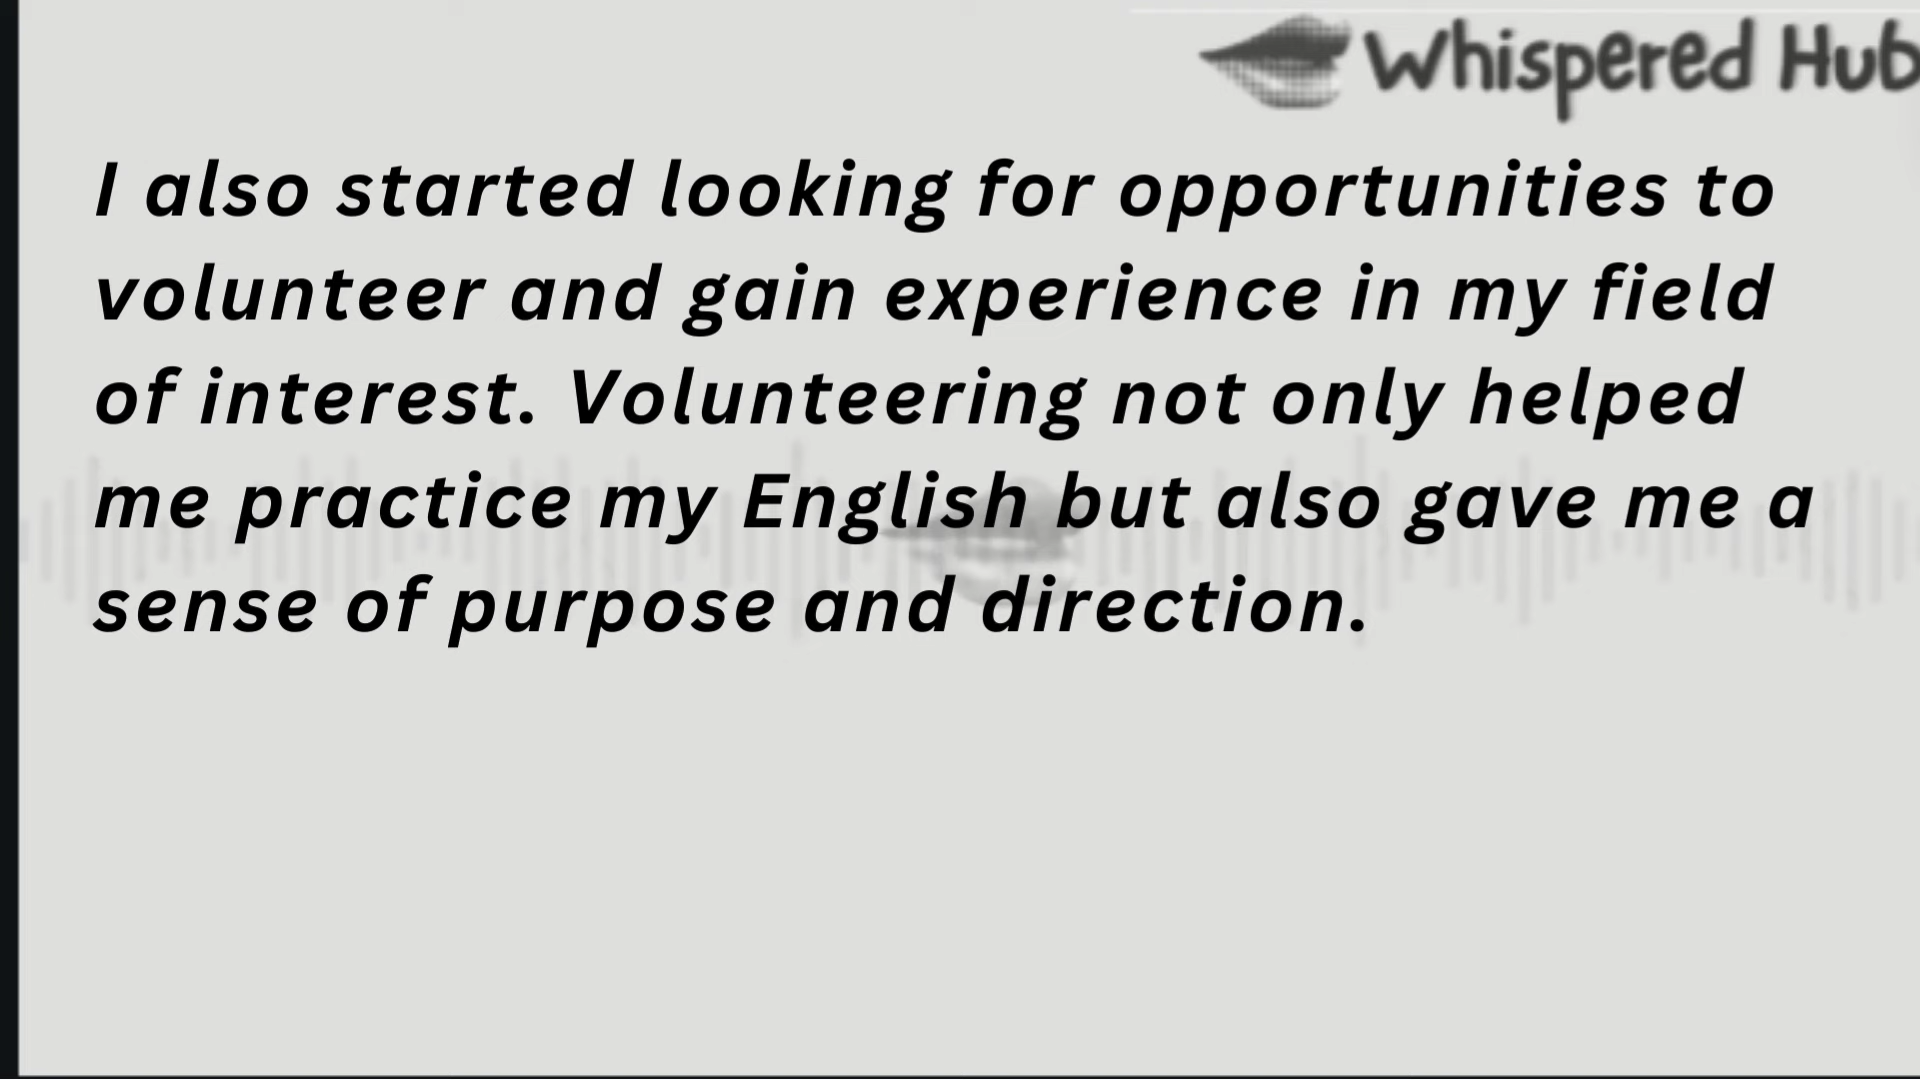 Whispered Hub
I also started looking for opportunities to
volunteer and gain experience in my field
of interest. Volunteering not only helped
me practice my English but also gave me a
sense of purpose and direction.